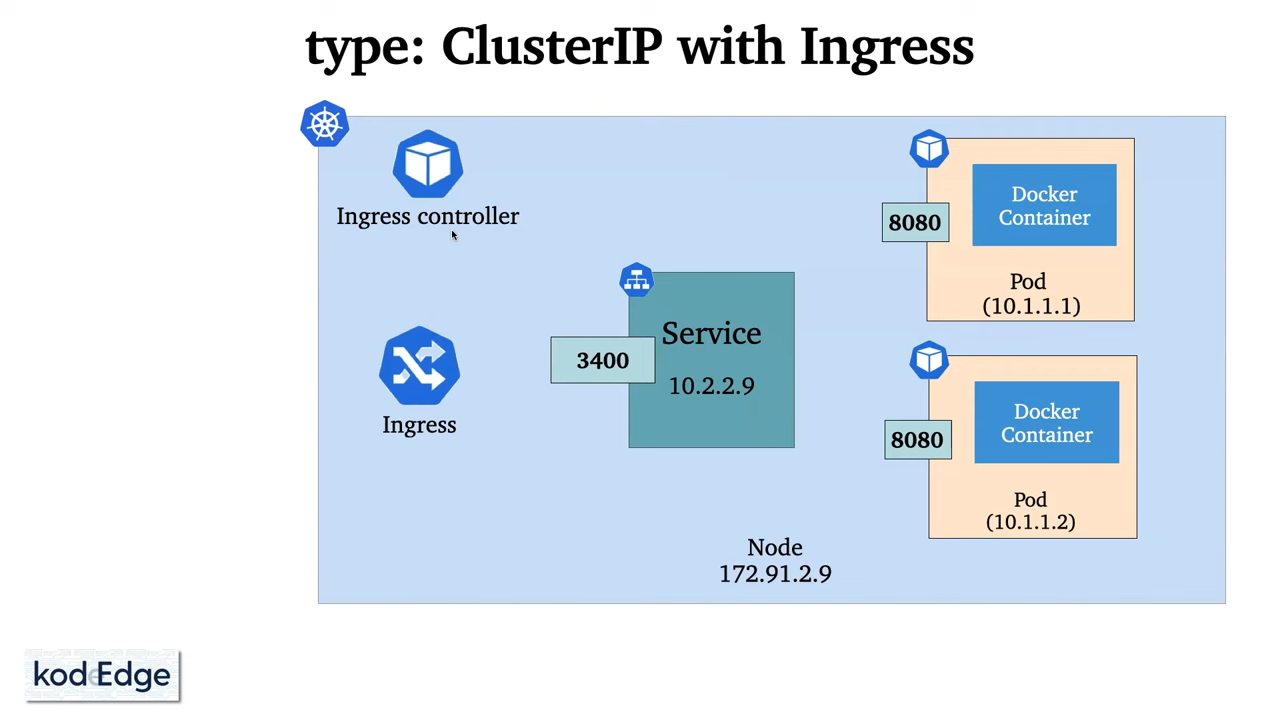 type: ClusterIP with Ingress
Ingress controller
Ingress
3400
Service
10.2.2.9
8080
Docker
Container
Pod
(10.1.1.1)
8080
Docker
Container
Pod
(10.1.1.2)
Node
172.91.2.9
kodeEdge